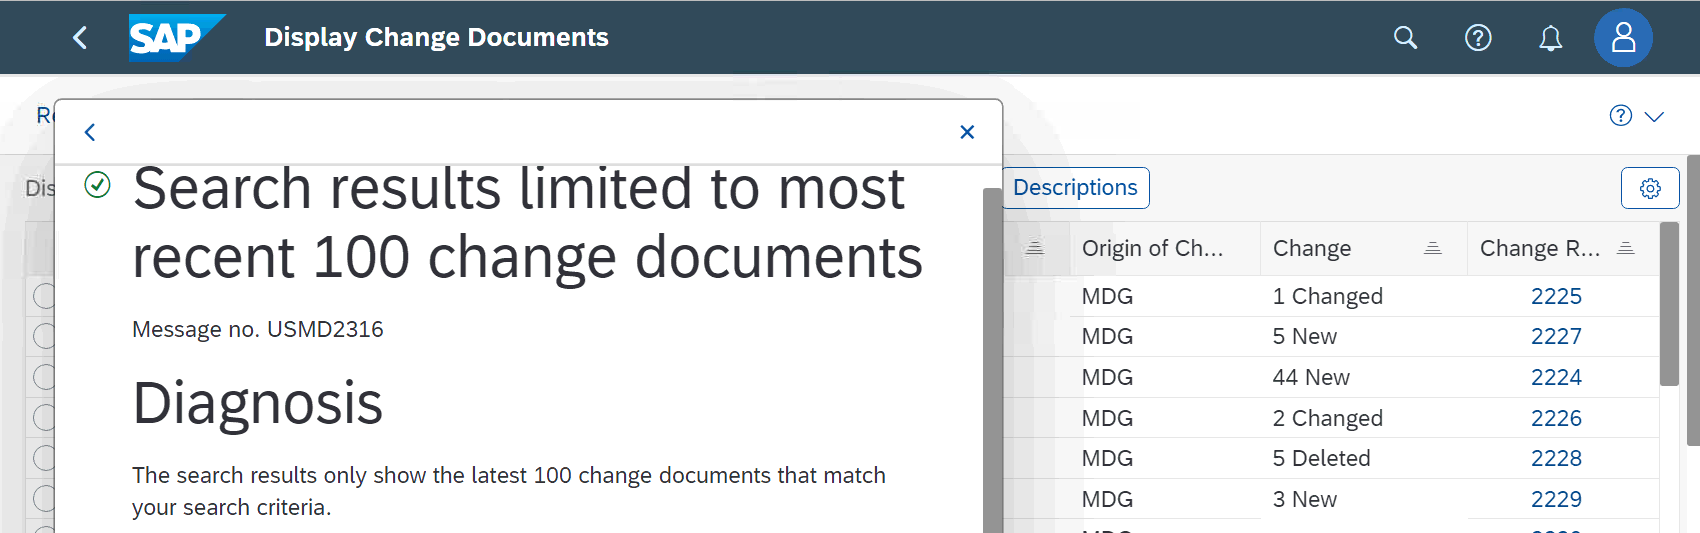 SAP Display Change Documents
Search results limited to most
recent 100 change documents
Message no. USMD2316
Diagnosis
The search results only show the latest 100 change documents that match
your search criteria.
Descriptions
Origin of Ch... Change Change R...
MDG 1 Changed 2225
MDG 5 New 2227
MDG 44 New 2224
MDG 2 Changed 2226
MDG 5 Deleted 2228
MDG 3 New 2229